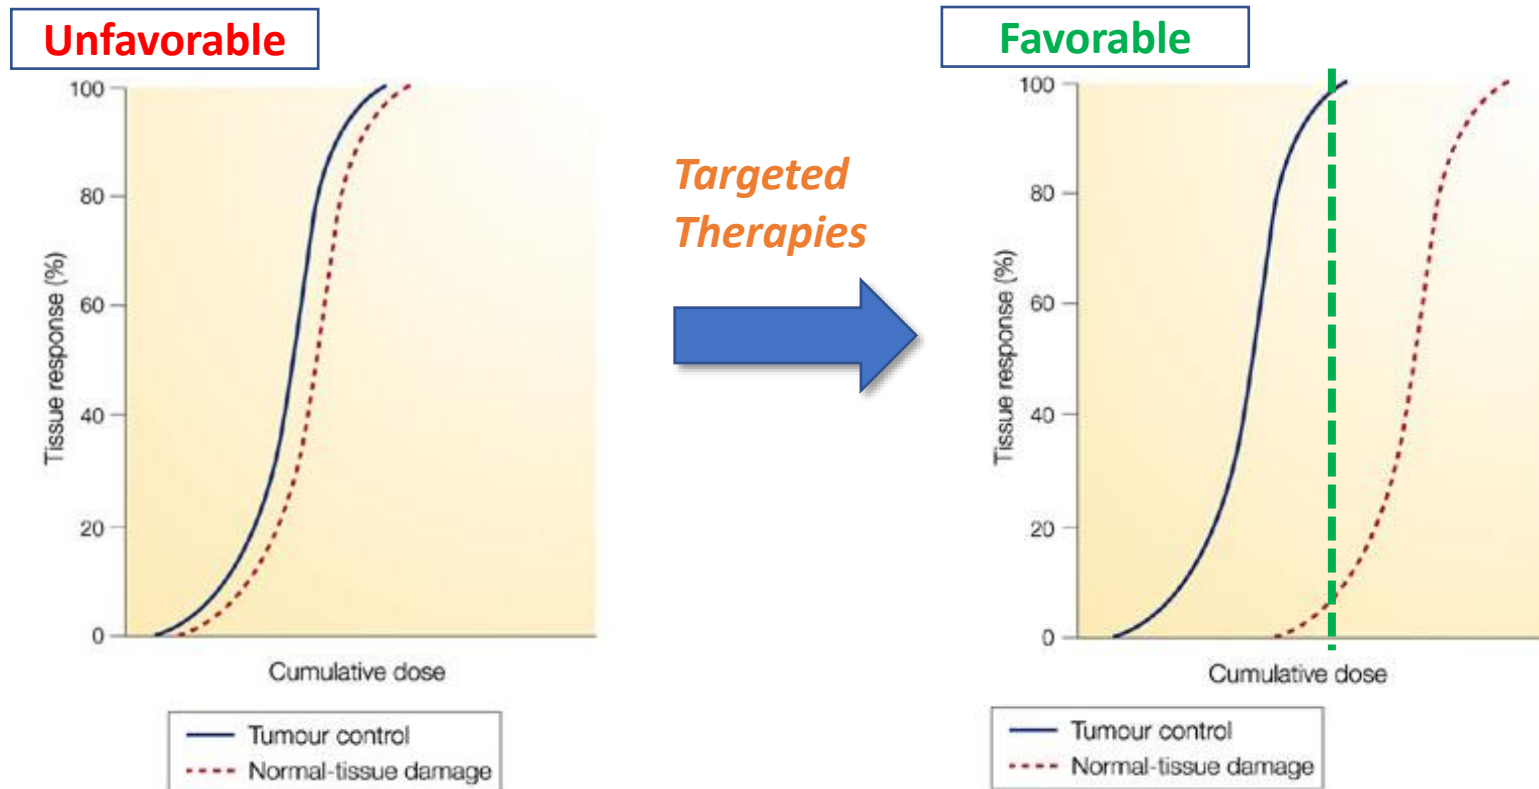 Unfavorable
100
80
60
40
20
0
Tissue response (%)
Cumulative dose
Tumour control
Normal-tissue damage
Targeted
Therapies
Favorable
100
80
60
40
20
0
Tissue response (%)
Cumulative dose
Tumour control
Normal-tissue damage